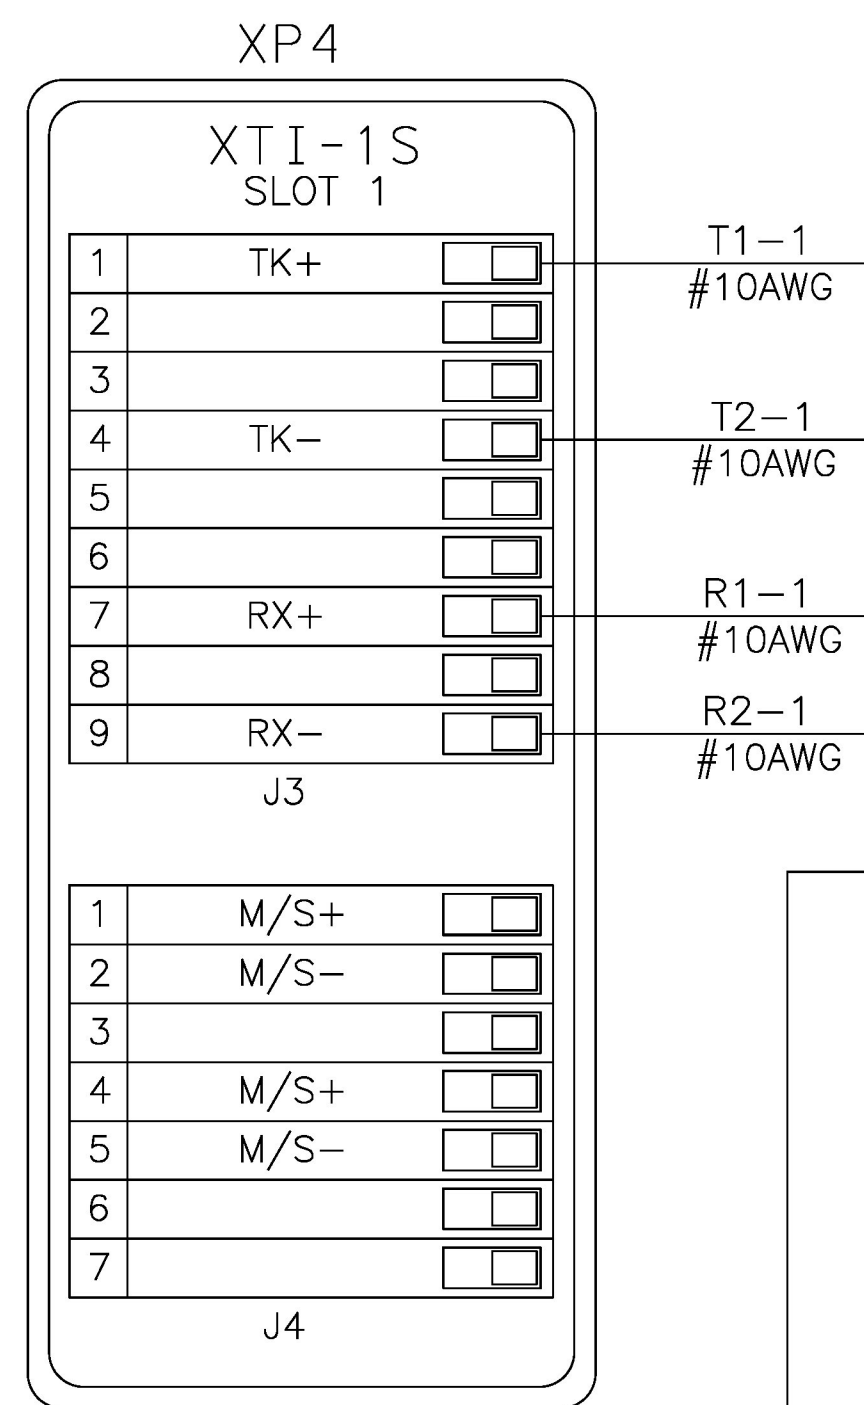 XP4
XTI-1S
SLOT 1
1 TK+ T1-1
#10AWG
2
3
4 TK- T2-1
#10AWG
5
6
7 RX+ R1-1
#10AWG
8
9 RX- R2-1
#10AWG
J3
1 M/S+
2 M/S-
3
4 M/S+
5 M/S-
6
7
J4